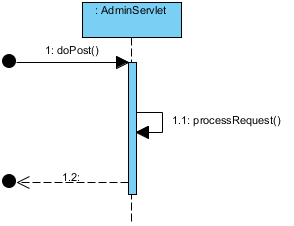 : AdminServlet
1: doPost()
1.1: processRequest()
1.2: